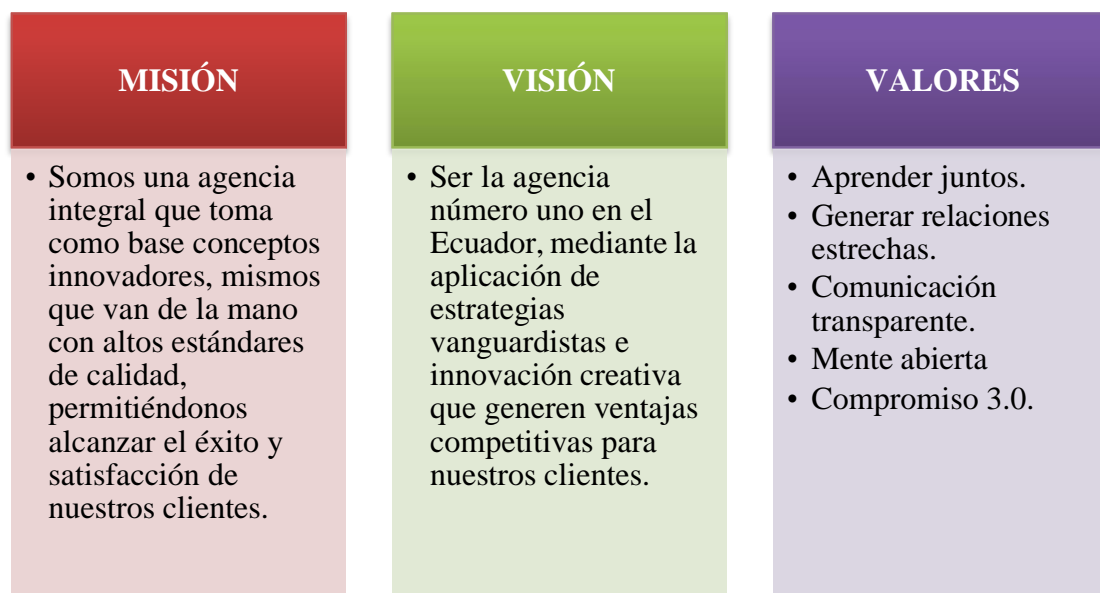 MISIÓN
• Somos una agencia
integral que toma
como base conceptos
innovadores, mismos
que van de la mano
con altos estándares
de calidad,
permitiéndonos
alcanzar el éxito y
satisfacción de
nuestros clientes.
VISIÓN
• Ser la agencia
número uno en el
Ecuador, mediante la
aplicación de
estrategias
vanguardistas e
innovación creativa
que generen ventajas
competitivas para
nuestros clientes.
VALORES
• Aprender juntos.
• Generar relaciones
estrechas.
• Comunicación
transparente.
• Mente abierta
• Compromiso 3.0.